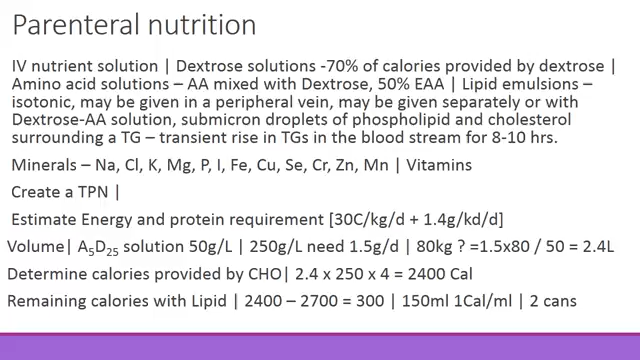 Parenteral nutrition
IV nutrient solution | Dextrose solutions -70% of calories provided by dextrose |
Amino acid solutions – AA mixed with Dextrose, 50% EAA | Lipid emulsions –
isotonic, may be given in a peripheral vein, may be given separately or with
Dextrose-AA solution, submicron droplets of phospholipid and cholesterol
surrounding a TG – transient rise in TGs in the blood stream for 8-10 hrs.
Minerals – Na, Cl, K, Mg, P, I, Fe, Cu, Se, Cr, Zn, Mn | Vitamins
Create a TPN |
Estimate Energy and protein requirement [30C/kg/d + 1.4g/kd/d]
Volume| A₅D₂₅ solution 50g/L | 250g/L need 1.5g/d | 80kg ? =1.5x80 / 50 = 2.4L
Determine calories provided by CHO| 2.4 x 250 x 4 = 2400 Cal
Remaining calories with Lipid | 2400 – 2700 = 300 | 150ml 1Cal/ml | 2 cans